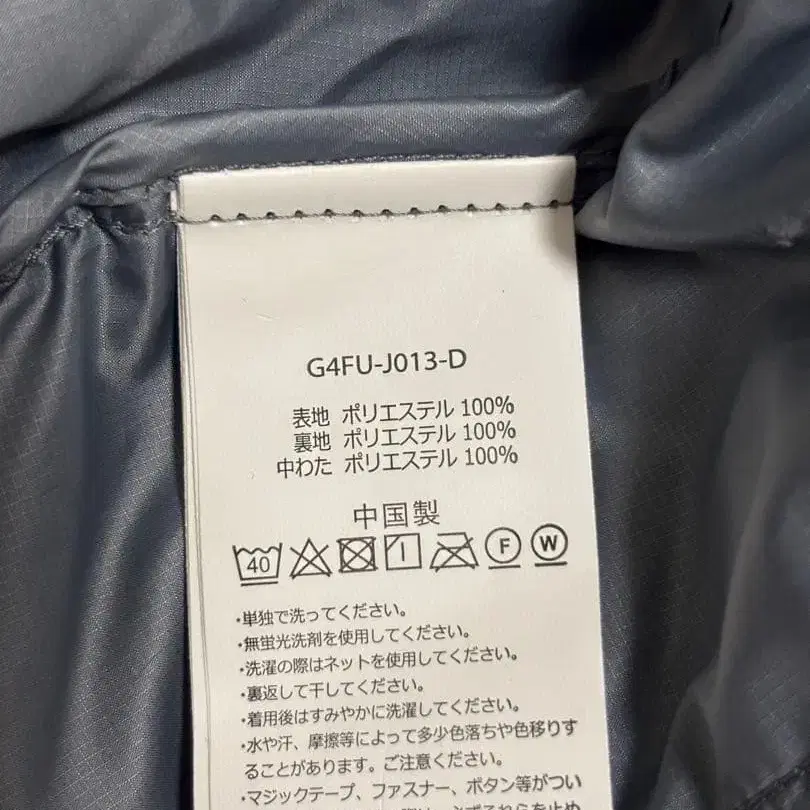 G4FU-J013-D
表地 ポリエステル 100%
裏地 ポリエステル 100%
中わた ポリエステル 100%
中国製
40 F W
・単独で洗ってください。
・無蛍光洗剤を使用してください。
・洗濯の際はネットを使用してください。
・裏返して干してください。
・着用後はすみやかに洗濯してください。
・水や汗、摩擦等によって多少色落ちや色移りす
ることがあります。ご注意ください。
・マジックテープ、ファスナー、ボタン等がつい